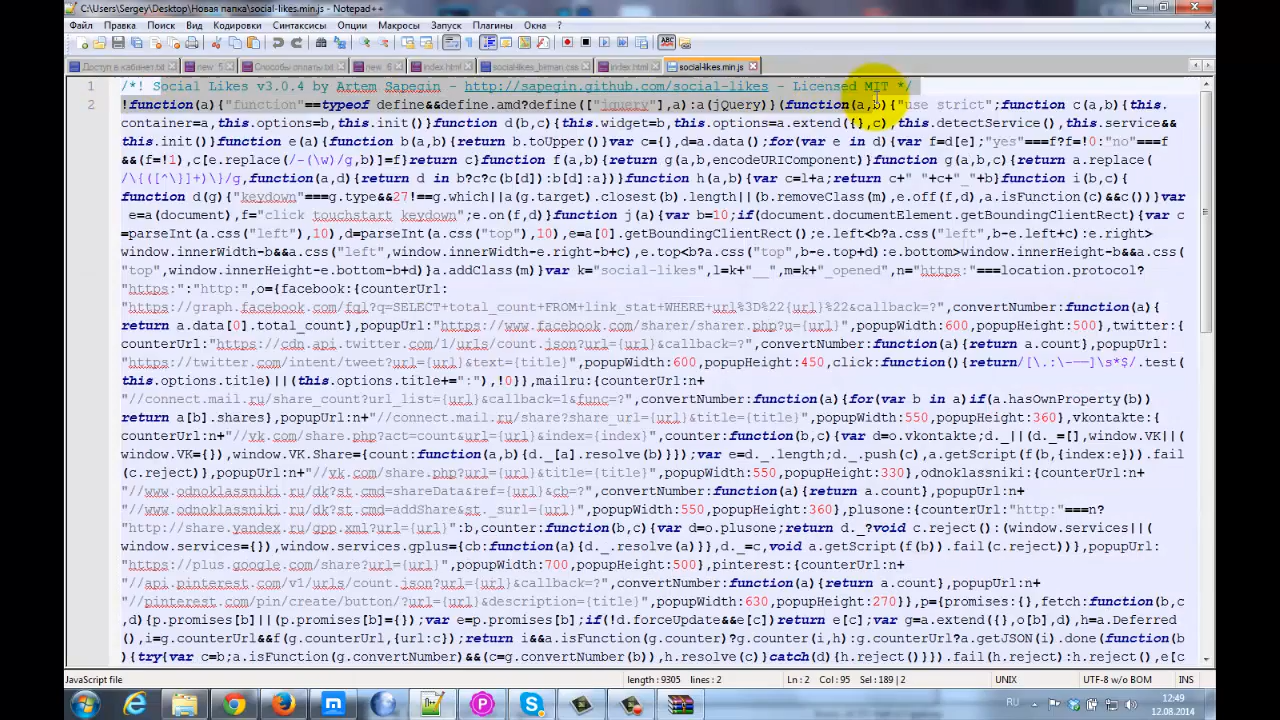 C:\Users\Sergey\Desktop\Новая папка\social-likes.min.js - Notepad++
Файл Правка Поиск Вид Кодировки Синтаксисы Опции Макросы Запуск Плагины Окна ? X
Доступ в кабинет.txt new 5 Способы оплаты.txt new 6 index.html social-likes_birman.css index.html social-likes.min.js
1 /*! Social Likes v3.0.4 by Artem Sapegin - http://sapegin.github.com/social-likes - Licensed MIT */
2 !function(a){"function"==typeof define&&define.amd?define(["jquery"],a):a(jQuery)}(function(a,b){"use strict";function c(a,b){this.
container=a,this.options=b,this.init()}function d(b,c){this.widget=b,this.options=a.extend({},c),this.detectService(),this.service&&
this.init()}function e(a){function b(a,b){return b.toUpper()}var c={},d=a.data();for(var e in d){var f=d[e];"yes"===f?f=!0:"no"===f
&&(f=!1),c[e.replace(/-(\w)/g,b)]=f}return c}function f(a,b){return g(a,b,encodeURIComponent)}function g(a,b,c){return a.replace(
/\{([^\}]+)\}/g,function(a,d){return d in b?c?c(b[d]):b[d]:a})}function h(a,b){var c=l+a;return c+" "+c+"_"+b}function i(b,c){
function d(g){"keydown"===g.type&&27!==g.which||a(g.target).closest(b).length||(b.removeClass(m),e.off(f,d),a.isFunction(c)&&c())}var
e=a(document),f="click touchstart keydown";e.on(f,d)}function j(a){var b=10;if(document.documentElement.getBoundingClientRect){var c
=parseInt(a.css("left"),10),d=parseInt(a.css("top"),10),e=a[0].getBoundingClientRect();e.left<b?a.css("left",b-e.left+c):e.right>
window.innerWidth-b&&a.css("left",window.innerWidth-e.right-b+c),e.top<b?a.css("top",b-e.top+d):e.bottom>window.innerHeight-b&&a.css(
"top",window.innerHeight-e.bottom-b+d)}a.addClass(m)}var k="social-likes",l=k+"__",m=k+"_opened",n="https:"===location.protocol?
"https:":"http:",o={facebook:{counterUrl:
"https://graph.facebook.com/fql?q=SELECT+total_count+FROM+link_stat+WHERE+url%3D%22{url}%22&callback=?",convertNumber:function(a){
return a.data[0].total_count},popupUrl:"https://www.facebook.com/sharer/sharer.php?u={url}",popupWidth:600,popupHeight:500},twitter:{
counterUrl:"https://cdn.api.twitter.com/1/urls/count.json?url={url}&callback=?",convertNumber:function(a){return a.count},popupUrl:
"https://twitter.com/intent/tweet?url={url}&text={title}",popupWidth:600,popupHeight:450,click:function(){return/[\.:\-–—]\s*$/.test(
this.options.title)||(this.options.title+=":"),!0}},mailru:{counterUrl:n+
"//connect.mail.ru/share_count?url_list={url}&callback=1&func=?",convertNumber:function(a){for(var b in a)if(a.hasOwnProperty(b))
return a[b].shares},popupUrl:n+"//connect.mail.ru/share?share_url={url}&title={title}",popupWidth:550,popupHeight:360},vkontakte:{
counterUrl:n+"//vk.com/share.php?act=count&url={url}&index={index}",counter:function(b,c){var d=o.vkontakte;d._||(d._=[],window.VK||(
window.VK={}),window.VK.Share={count:function(a,b){d._[a].resolve(b)}});var e=d._.length;d._.push(c),a.getScript(f(b,{index:e})).fail
(c.reject)},popupUrl:n+"//vk.com/share.php?url={url}&title={title}",popupWidth:550,popupHeight:330},odnoklassniki:{counterUrl:n+
"//www.odnoklassniki.ru/dk?st.cmd=shareData&ref={url}&cb=?",convertNumber:function(a){return a.count},popupUrl:n+
"//www.odnoklassniki.ru/dk?st.cmd=addShare&st._surl={url}",popupWidth:550,popupHeight:360},plusone:{counterUrl:"http:"===n?
"http://share.yandex.ru/gpp.xml?url={url}":b,counter:function(b,c){var d=o.plusone;return d._?void c.reject():(window.services||(
window.services={}),window.services.gplus={cb:function(a){d._.resolve(a)}},d._=c,void a.getScript(f(b)).fail(c.reject))},popupUrl:
"https://plus.google.com/share?url={url}",popupWidth:700,popupHeight:500},pinterest:{counterUrl:n+
"//api.pinterest.com/v1/urls/count.json?url={url}&callback=?",convertNumber:function(a){return a.count},popupUrl:n+
"//pinterest.com/pin/create/button/?url={url}&description={title}",popupWidth:630,popupHeight:270}},p={promises:{},fetch:function(b,c
,d){p.promises[b]||(p.promises[b]={});var e=p.promises[b];if(!d.forceUpdate&&e[c])return e[c];var g=a.extend({},o[b],d),h=a.Deferred
(),i=g.counterUrl&&f(g.counterUrl,{url:c});return i&&a.isFunction(g.counter)?g.counter(i,h):g.counterUrl?a.getJSON(i).done(function(b
){try{var c=b;a.isFunction(g.convertNumber)&&(c=g.convertNumber(b)),h.resolve(c)}catch(d){h.reject()}}).fail(h.reject):h.reject(),e[c
JavaScript file length : 9305 lines : 2 Ln : 2 Col : 95 Sel : 189 | 2 UNIX UTF-8 w/o BOM INS
RU 12:49
12.08.2014